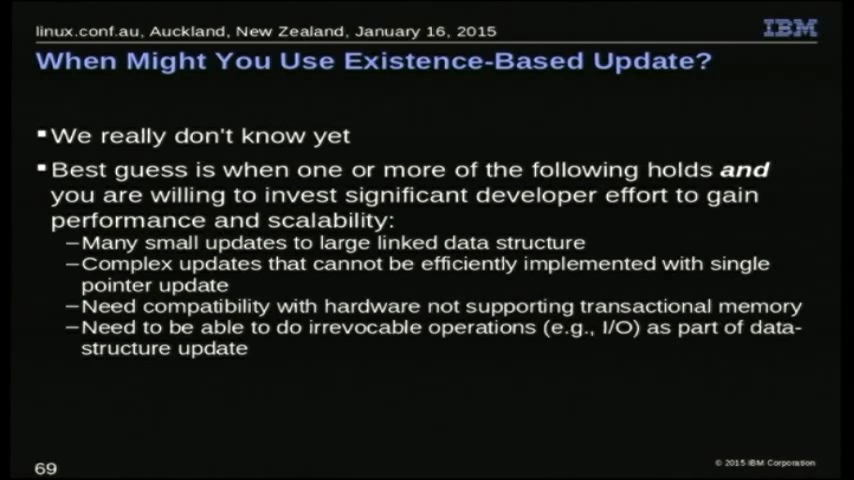 linux.conf.au, Auckland, New Zealand, January 16, 2015
IBM
When Might You Use Existence-Based Update?
▪We really don't know yet
▪Best guess is when one or more of the following holds and
you are willing to invest significant developer effort to gain
performance and scalability:
–Many small updates to large linked data structure
–Complex updates that cannot be efficiently implemented with single
pointer update
–Need compatibility with hardware not supporting transactional memory
–Need to be able to do irrevocable operations (e.g., I/O) as part of data-
structure update
69
© 2015 IBM Corporation